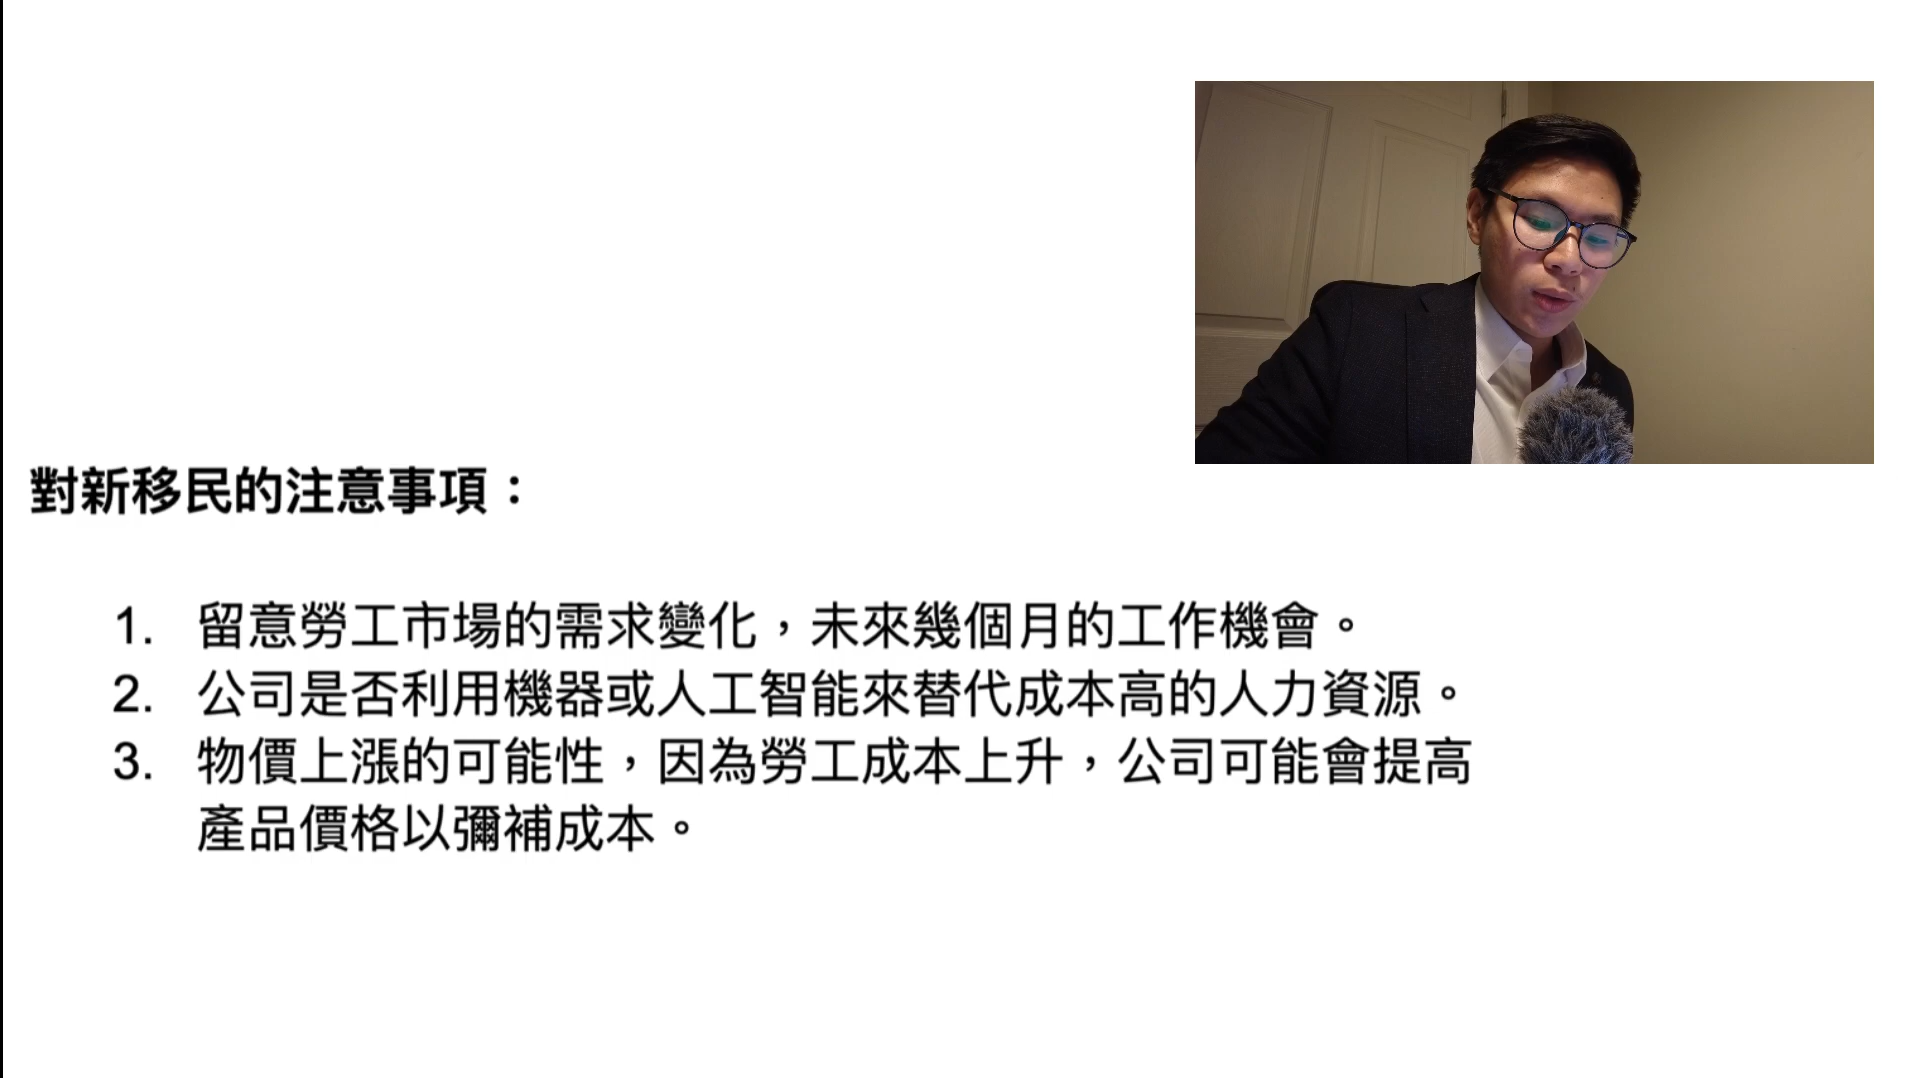 對新移民的注意事項：
1. 留意勞工市場的需求變化，未來幾個月的工作機會。
2. 公司是否利用機器或人工智能來替代成本高的人力資源。
3. 物價上漲的可能性，因為勞工成本上升，公司可能會提高
產品價格以彌補成本。